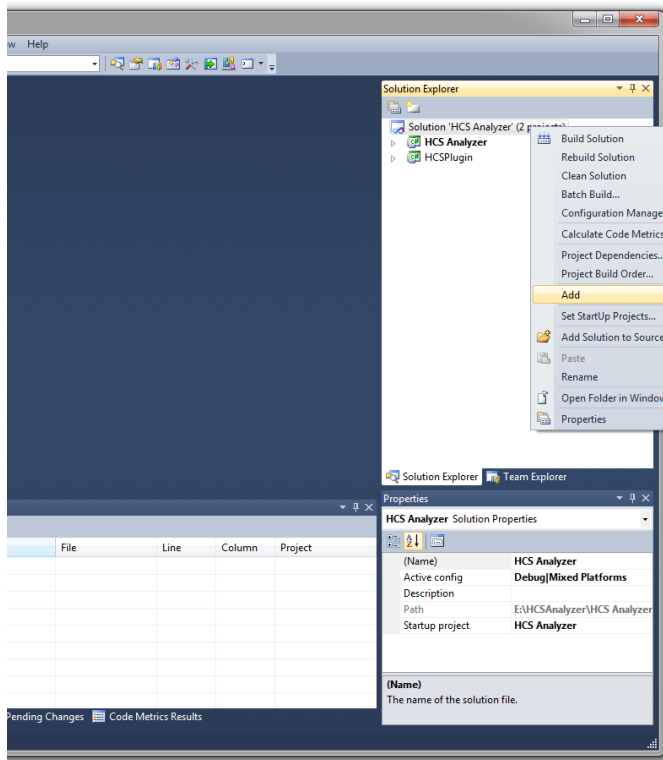 ow Help
Solution Explorer
Solution 'HCS Analyzer' (2 projects)
HCS Analyzer
HCSPlugin
Build Solution
Rebuild Solution
Clean Solution
Batch Build...
Configuration Manage
Calculate Code Metrics
Project Dependencies..
Project Build Order...
Add
Set StartUp Projects...
Add Solution to Source
Paste
Rename
Open Folder in Window
Properties
Solution Explorer Team Explorer
Properties
HCS Analyzer Solution Properties
(Name) HCS Analyzer
Active config Debug|Mixed Platforms
Description
Path E:\HCSAnalyzer\HCS Analyzer
Startup project HCS Analyzer
(Name)
The name of the solution file.
File Line Column Project
Pending Changes Code Metrics Results